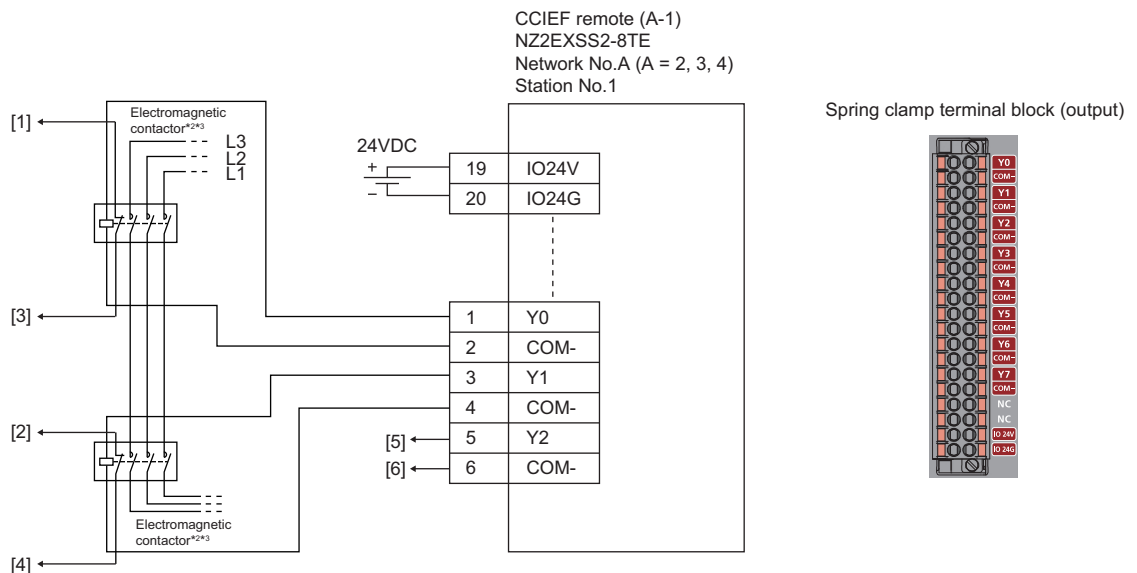 CCIEF remote (A-1)
NZ2EXSS2-8TE
Network No.A (A = 2, 3, 4)
Station No.1
Spring clamp terminal block (output)
[1]
Electromagnetic
contactor*2*3
L3
L2
L1
24VDC
+
−
19 IO24V
20 IO24G
[3]
1 Y0
2 COM-
3 Y1
4 COM-
[2]
[5] 5 Y2
[6] 6 COM-
Electromagnetic
contactor*2*3
[4]
Y0
COM−
Y1
COM−
Y2
COM−
Y3
COM−
Y4
COM−
Y5
COM−
Y6
COM−
Y7
COM−
NC
NC
IO 24V
IO 24G